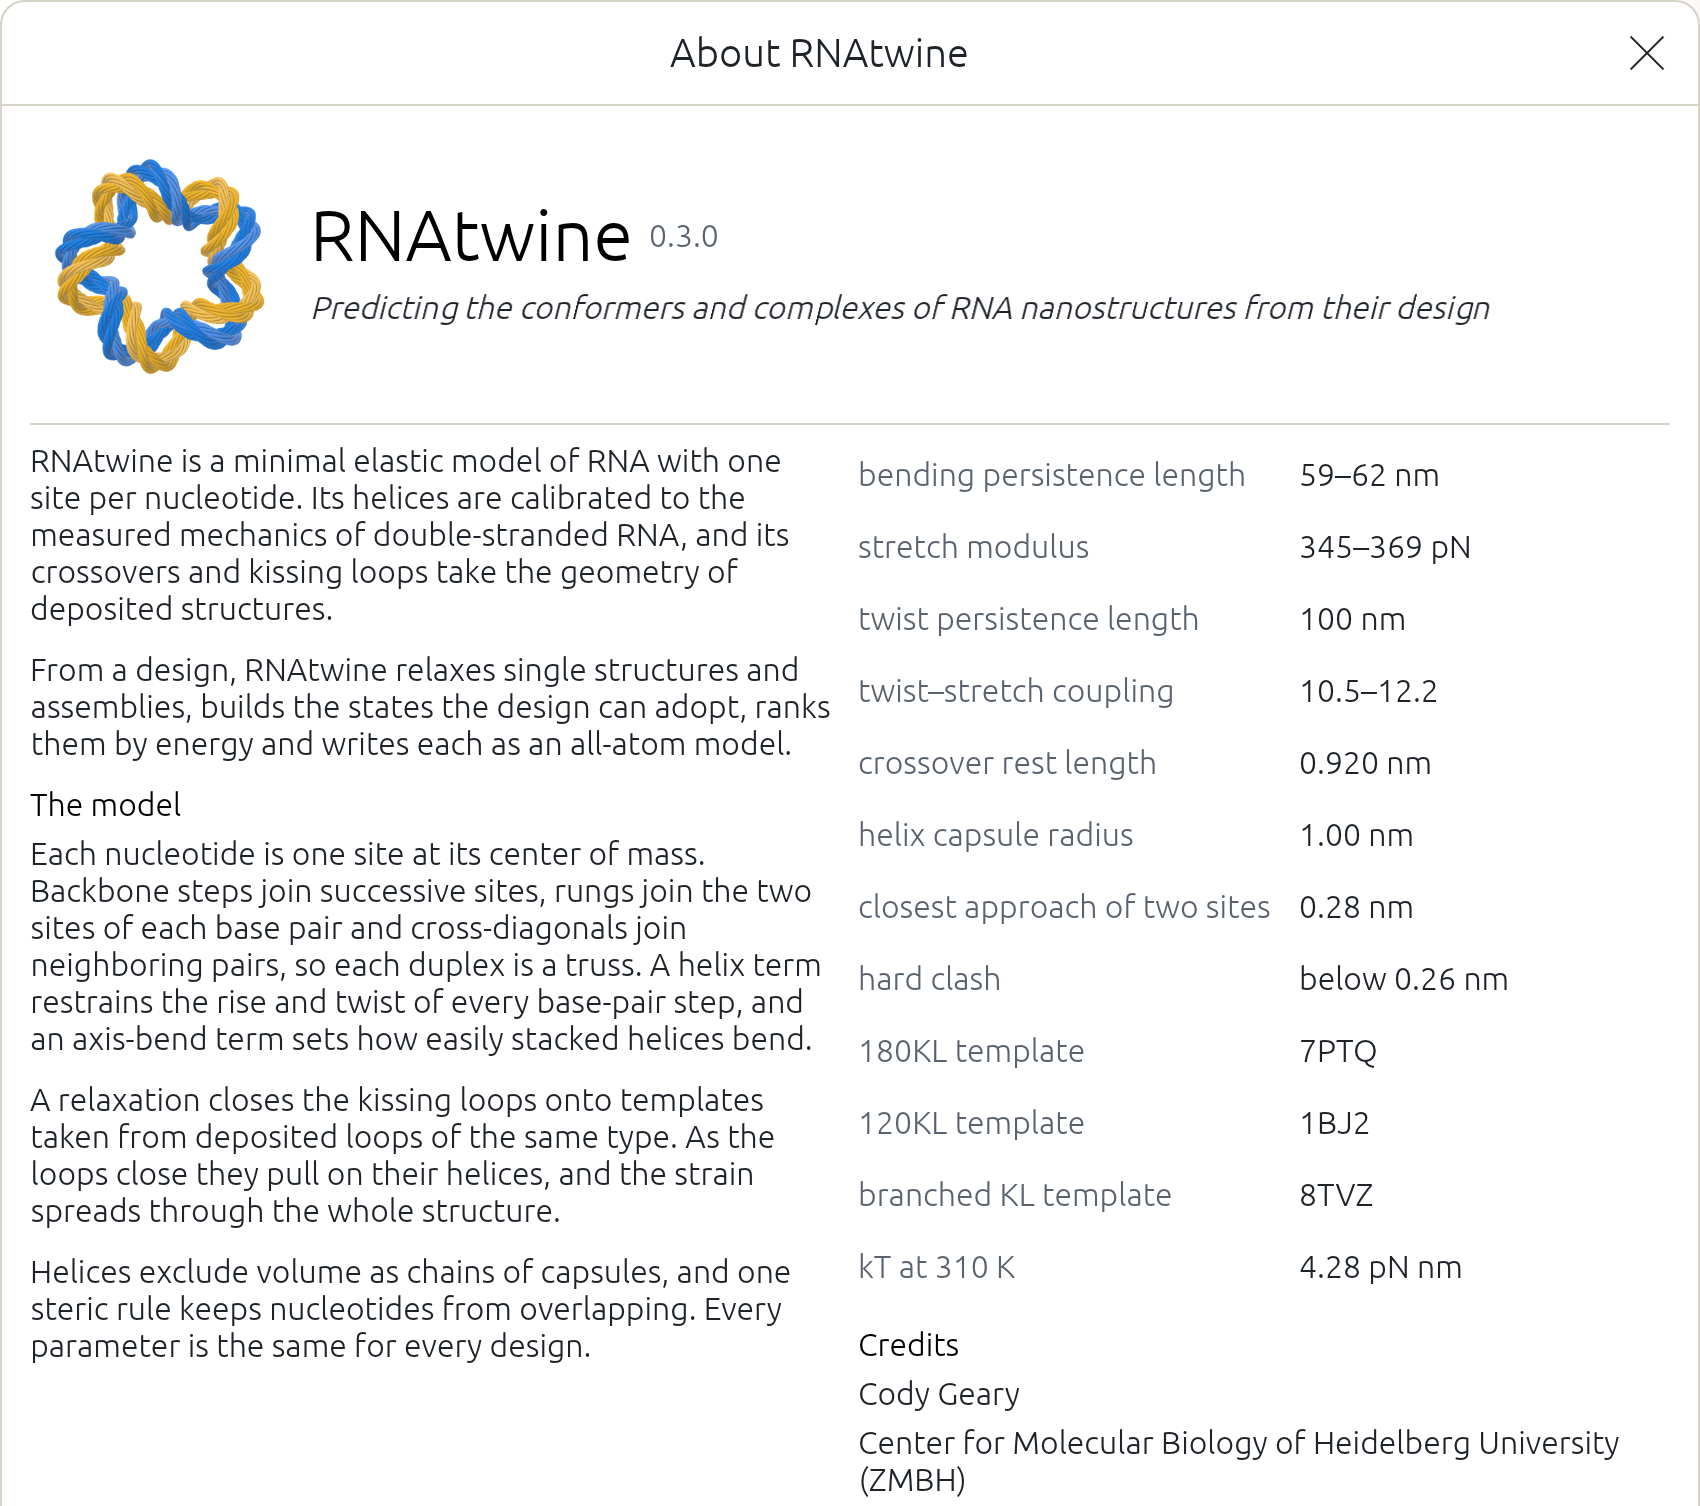 About RNAtwine
RNAtwine 0.3.0
Predicting the conformers and complexes of RNA nanostructures from their design
RNAtwine is a minimal elastic model of RNA with one
site per nucleotide. Its helices are calibrated to the
measured mechanics of double-stranded RNA, and its
crossovers and kissing loops take the geometry of
deposited structures.
From a design, RNAtwine relaxes single structures and
assemblies, builds the states the design can adopt, ranks
them by energy and writes each as an all-atom model.
The model
Each nucleotide is one site at its center of mass.
Backbone steps join successive sites, rungs join the two
sites of each base pair and cross-diagonals join
neighboring pairs, so each duplex is a truss. A helix term
restrains the rise and twist of every base-pair step, and
an axis-bend term sets how easily stacked helices bend.
A relaxation closes the kissing loops onto templates
taken from deposited loops of the same type. As the
loops close they pull on their helices, and the strain
spreads through the whole structure.
Helices exclude volume as chains of capsules, and one
steric rule keeps nucleotides from overlapping. Every
parameter is the same for every design.
bending persistence length 59–62 nm
stretch modulus 345–369 pN
twist persistence length 100 nm
twist–stretch coupling 10.5–12.2
crossover rest length 0.920 nm
helix capsule radius 1.00 nm
closest approach of two sites 0.28 nm
hard clash below 0.26 nm
180KL template 7PTQ
120KL template 1BJ2
branched KL template 8TVZ
kT at 310 K 4.28 pN nm
Credits
Cody Geary
Center for Molecular Biology of Heidelberg University
(ZMBH)